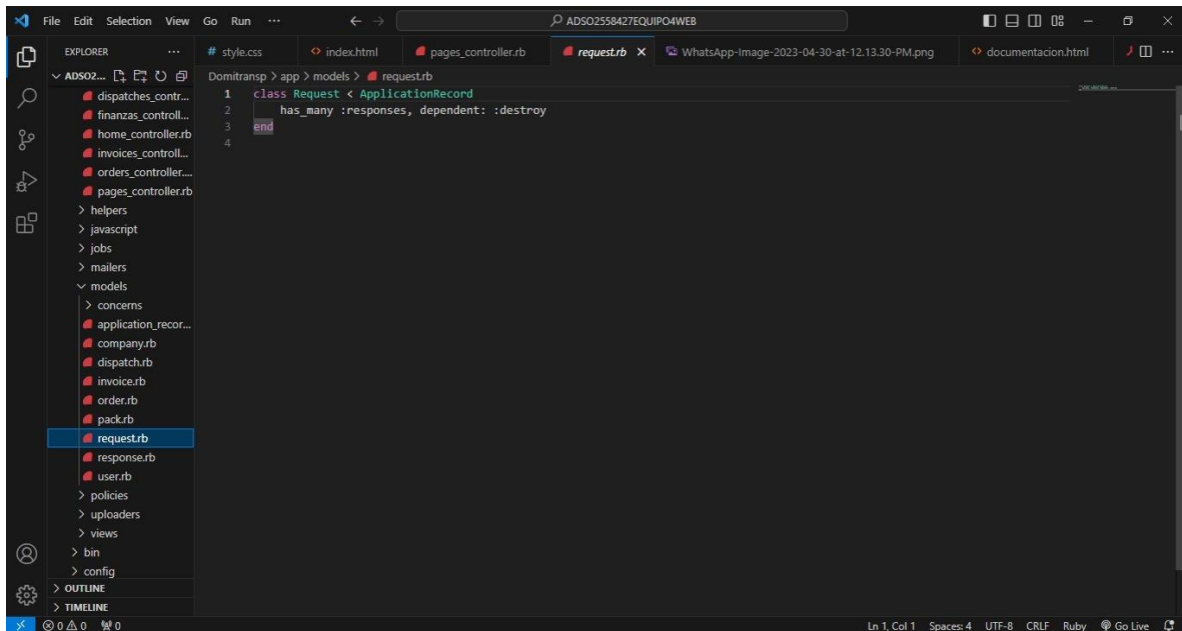 File Edit Selection View Go Run ··· ADSO2558427EQUIPO4WEB
EXPLORER ···
ADSO2...
# style.css index.html pages_controller.rb request.rb WhatsApp-Image-2023-04-30-at-12.13.30-PM.png documentacion.html
Domitransp > app > models > request.rb
dispatches_contr...
finanzas_controll...
home_controller.rb
invoices_controll...
orders_controller....
pages_controller.rb
helpers
javascript
jobs
mailers
models
concerns
application_recor...
company.rb
dispatch.rb
invoice.rb
order.rb
pack.rb
request.rb
response.rb
user.rb
policies
uploaders
views
bin
config
OUTLINE
TIMELINE
1 class Request < ApplicationRecord
2 has_many :responses, dependent: :destroy
3 end
4
0 0 0 Ln 1, Col 1 Spaces: 4 UTF-8 CRLF Ruby Go Live